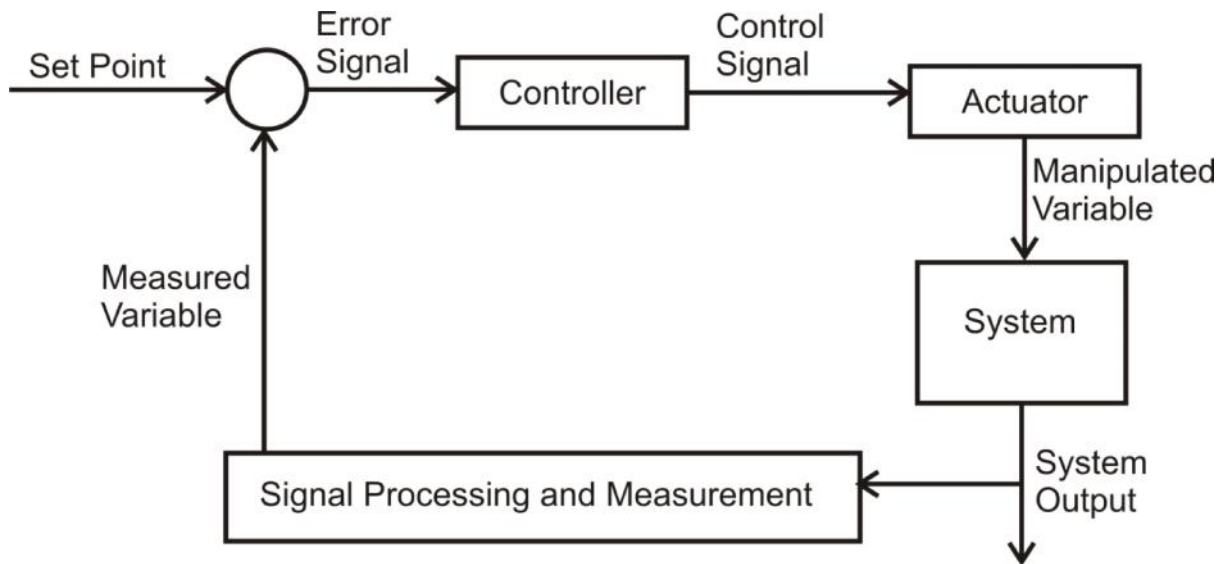 Set Point
Error
Signal
Controller
Control
Signal
Actuator
Manipulated
Variable
System
System
Output
Signal Processing and Measurement
Measured
Variable